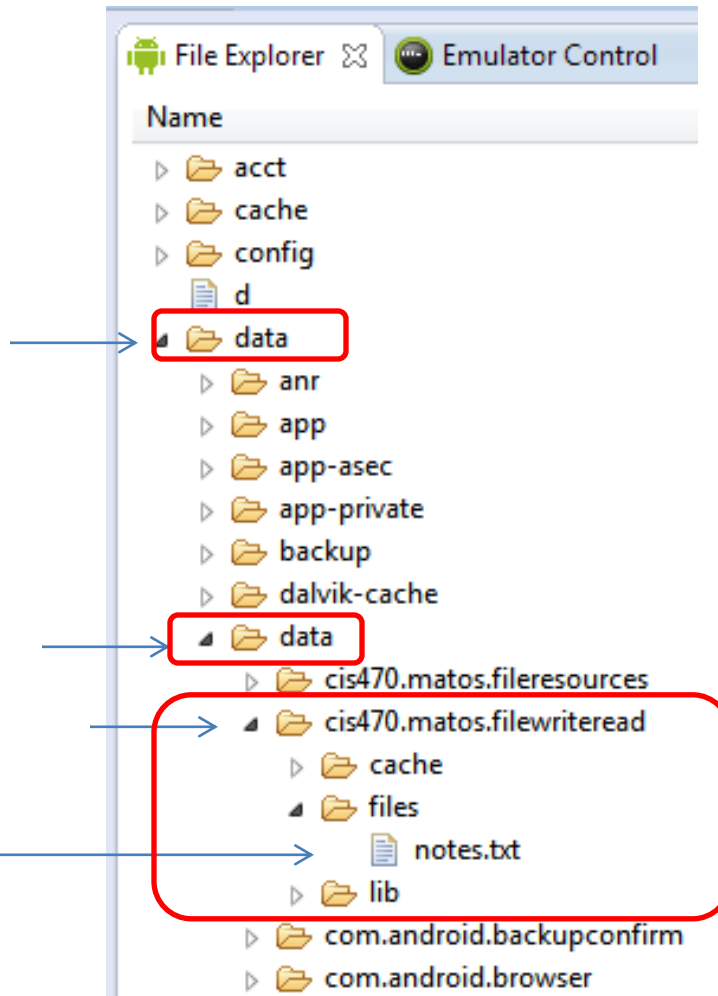 File Explorer Emulator Control
Name
acct
cache
config
d
data
anr
app
app-asec
app-private
backup
dalvik-cache
data
cis470.matos.fileresources
cis470.matos.filewriteread
cache
files
notes.txt
lib
com.android.backupconfirm
com.android.browser